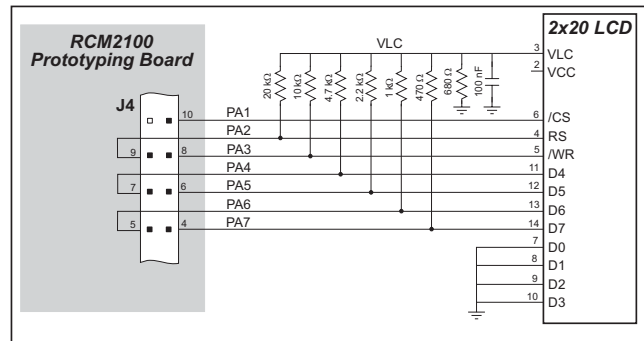 RCM2100
Prototyping Board
J4
10
9
8
7
6
5
4
PA1
PA2
PA3
PA4
PA5
PA6
PA7
VLC
20 kΩ
10 kΩ
4.7 kΩ
2.2 kΩ
1 kΩ
470 Ω
680 Ω
100 nF
2x20 LCD
3 VLC
2 VCC
6 /CS
4 RS
5 /WR
11 D4
12 D5
13 D6
14 D7
7 D0
8 D1
9 D2
10 D3